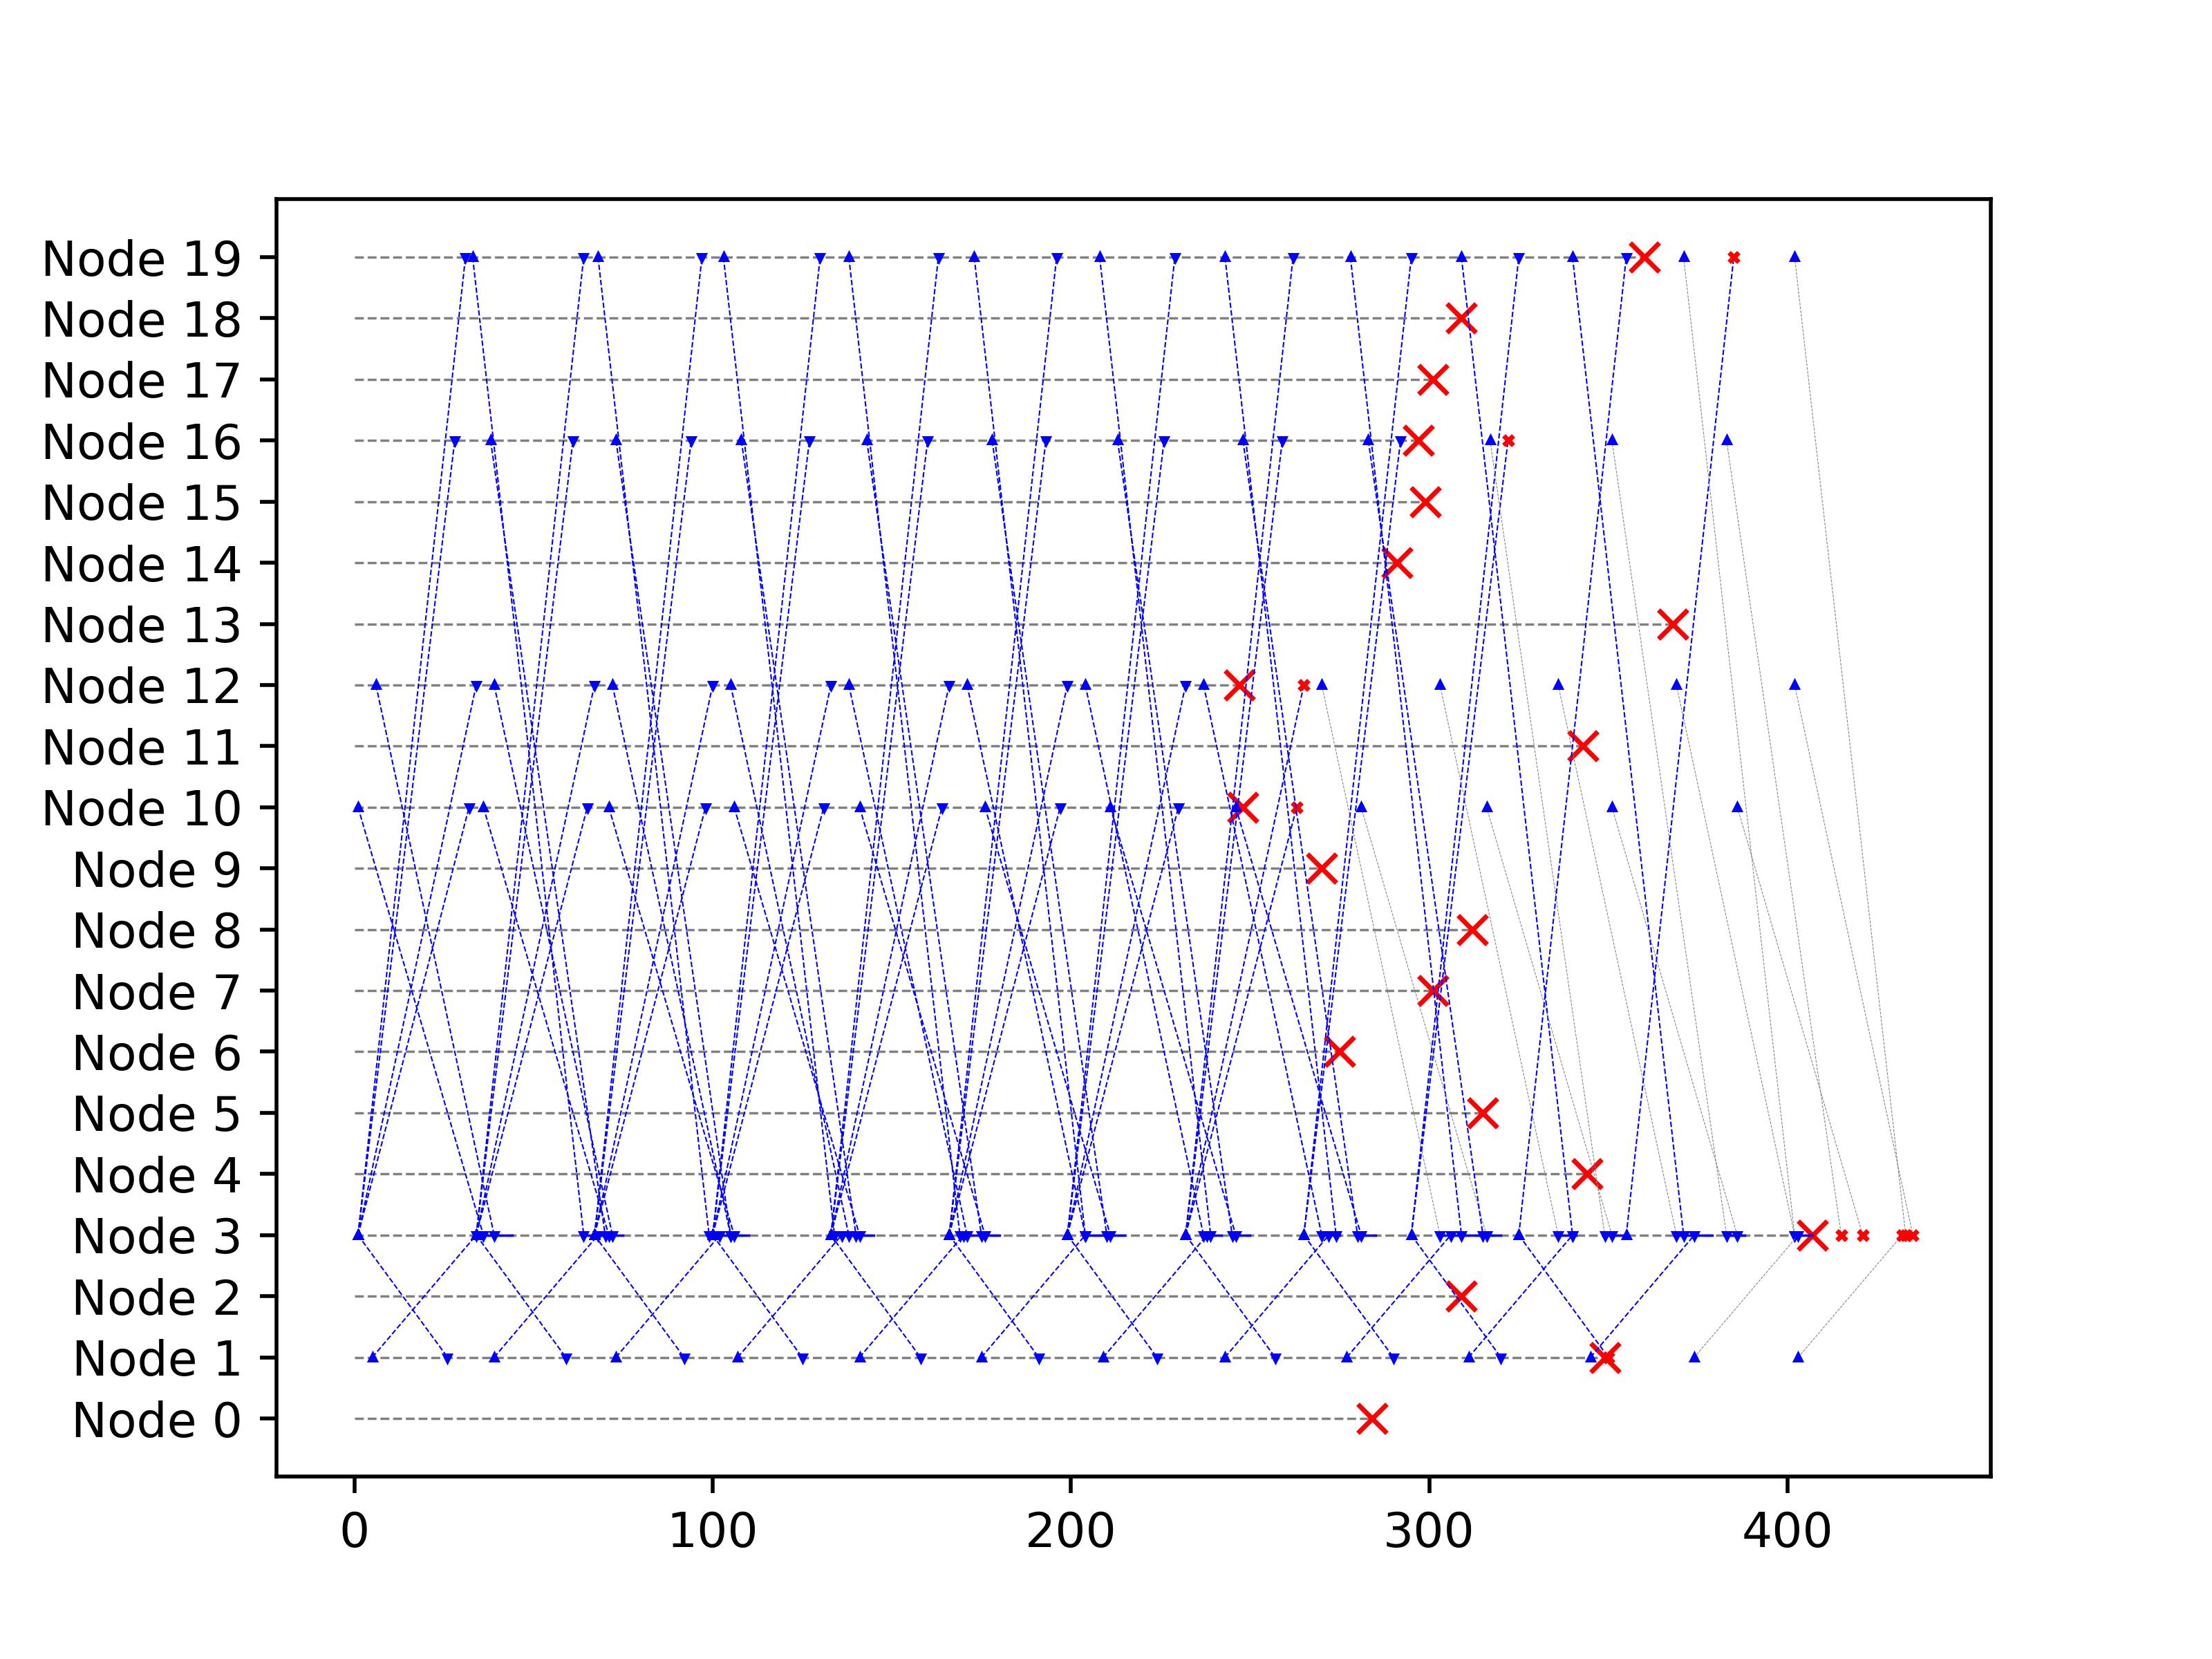 Node 19
Node 18
Node 17
Node 16
Node 15
Node 14
Node 13
Node 12
Node 11
Node 10
Node 9
Node 8
Node 7
Node 6
Node 5
Node 4
Node 3
Node 2
Node 1
Node 0
0 100 200 300 400